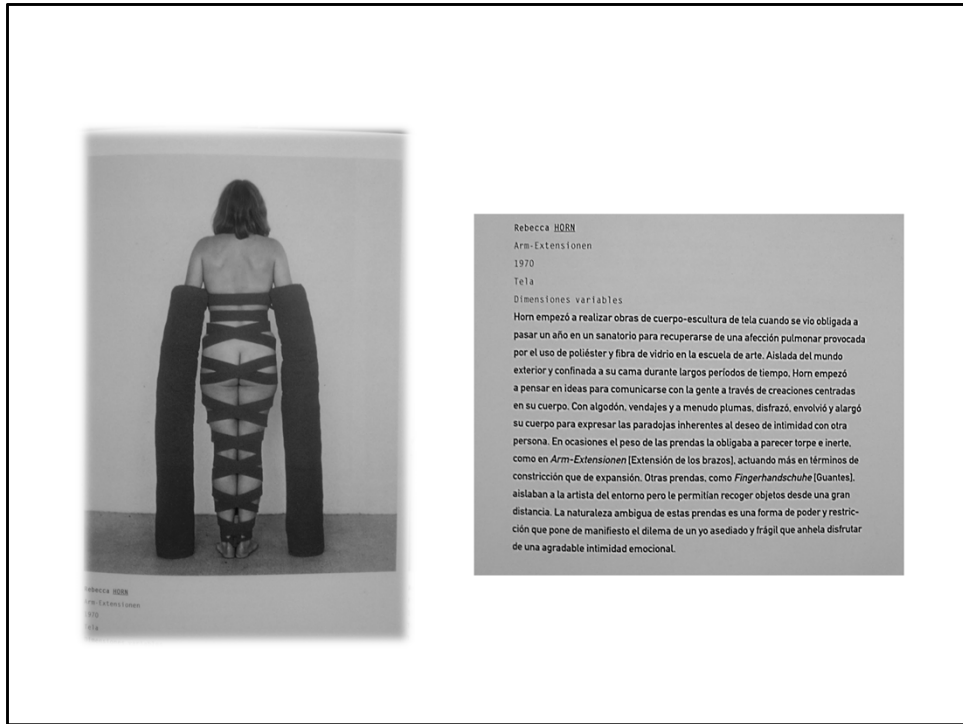 Rebecca HORN
Arm-Extensionen
1970
Tela
Rebecca HORN
Arm-Extensionen
1970
Tela
Dimensiones variables
Horn empezó a realizar obras de cuerpo-escultura de tela cuando se vio obligada a
pasar un año en un sanatorio para recuperarse de una afección pulmonar provocada
por el uso de poliéster y fibra de vidrio en la escuela de arte. Aislada del mundo
exterior y confinada a su cama durante largos períodos de tiempo, Horn empezó
a pensar en ideas para comunicarse con la gente a través de creaciones centradas
en su cuerpo. Con algodón, vendajes y a menudo plumas, disfrazó, envolvió y alargó
su cuerpo para expresar las paradojas inherentes al deseo de intimidad con otra
persona. En ocasiones el peso de las prendas la obligaba a parecer torpe e inerte,
como en Arm-Extensionen [Extensión de los brazos], actuando más en términos de
constricción que de expansión. Otras prendas, como Fingerhandschuhe [Guantes],
aislaban a la artista del entorno pero le permitían recoger objetos desde una gran
distancia. La naturaleza ambigua de estas prendas es una forma de poder y restric-
ción que pone de manifiesto el dilema de un yo asediado y frágil que anhela disfrutar
de una agradable intimidad emocional.